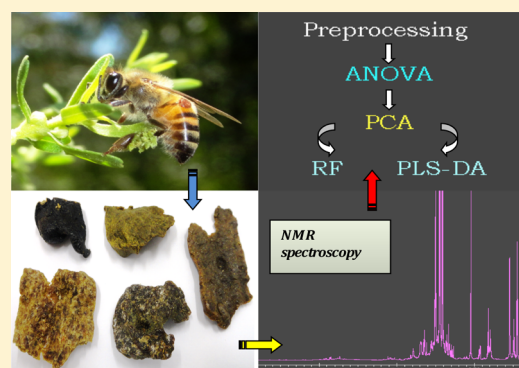 Preprocessing
ANOVA
PCA
RF PLS-DA
NMR
spectroscopy